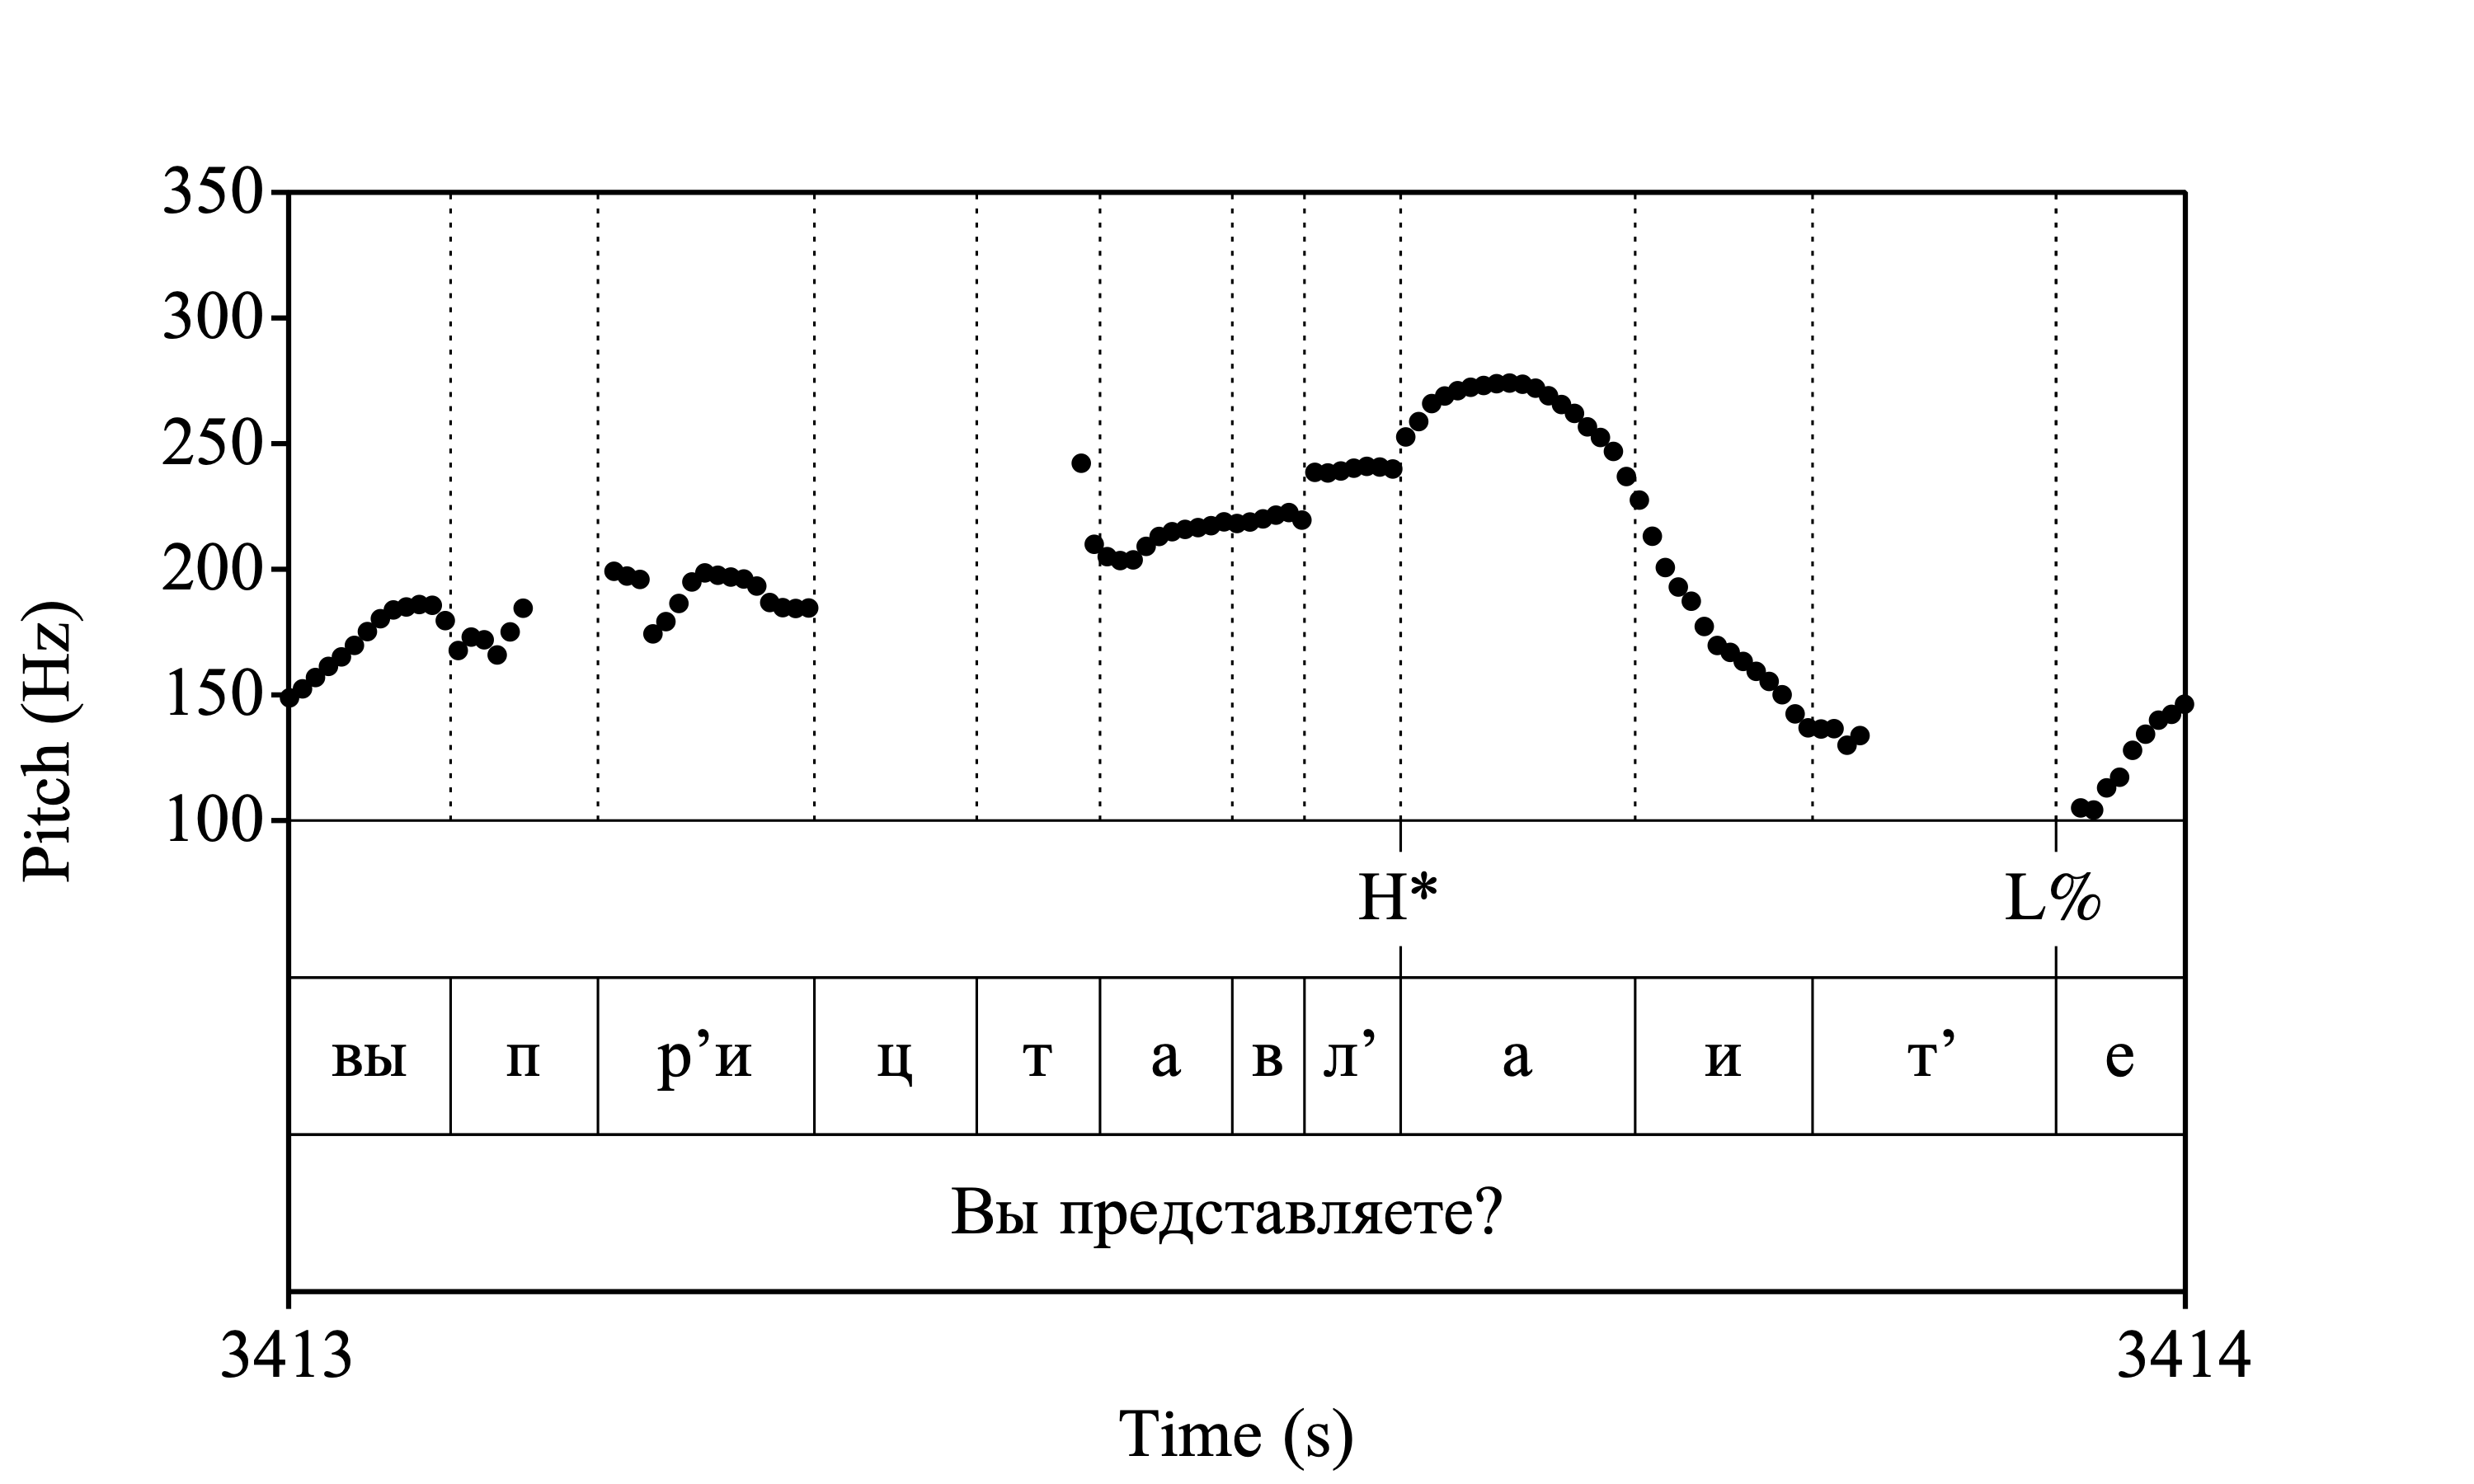 350
300
250
200
150
100
Pitch (Hz)
H* L%
вы п р’и ц т а в л’ а и т’ е
Вы представляете?
3413 3414
Time (s)